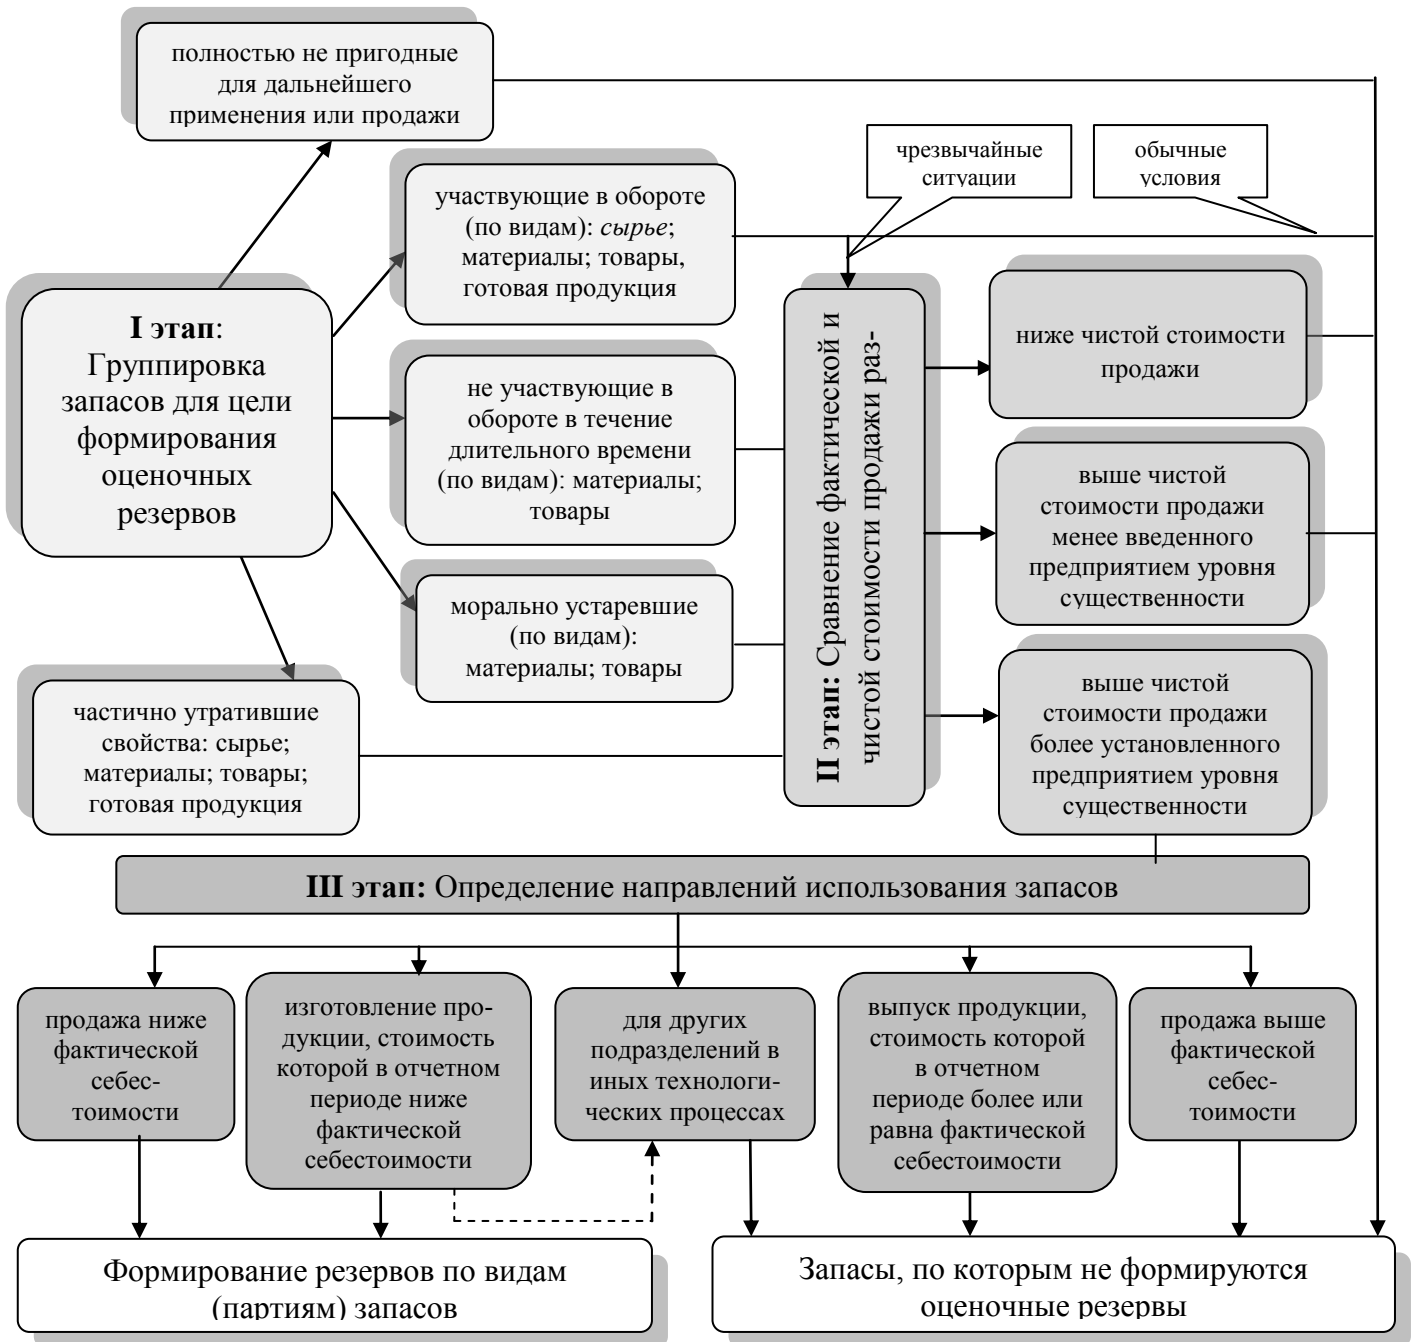 полностью не пригодные
для дальнейшего
применения или продажи
чрезвычайные
ситуации
обычные
условия
участвующие в обороте
(по видам): сырье;
материалы; товары,
готовая продукция
I этап:
Группировка
запасов для цели
формирования
оценочных
резервов
не участвующие в
обороте в течение
длительного времени
(по видам): материалы;
товары
морально устаревшие
(по видам):
материалы; товары
частично утратившие
свойства: сырье;
материалы; товары;
готовая продукция
II этап: Сравнение фактической и
чистой стоимости продажи раз-
ниже чистой стоимости
продажи
выше чистой
стоимости продажи
менее введенного
предприятием уровня
существенности
выше чистой
стоимости продажи
более установленного
предприятием уровня
существенности
III этап: Определение направлений использования запасов
продажа ниже
фактической
себес-
тоимости
изготовление про-
дукции, стоимость
которой в отчетном
периоде ниже
фактической
себестоимости
для других
подразделений в
иных технологи-
ческих процессах
выпуск продукции,
стоимость которой
в отчетном
периоде более или
равна фактической
себестоимости
продажа выше
фактической
себес-
тоимости
Формирование резервов по видам
(партиям) запасов
Запасы, по которым не формируются
оценочные резервы